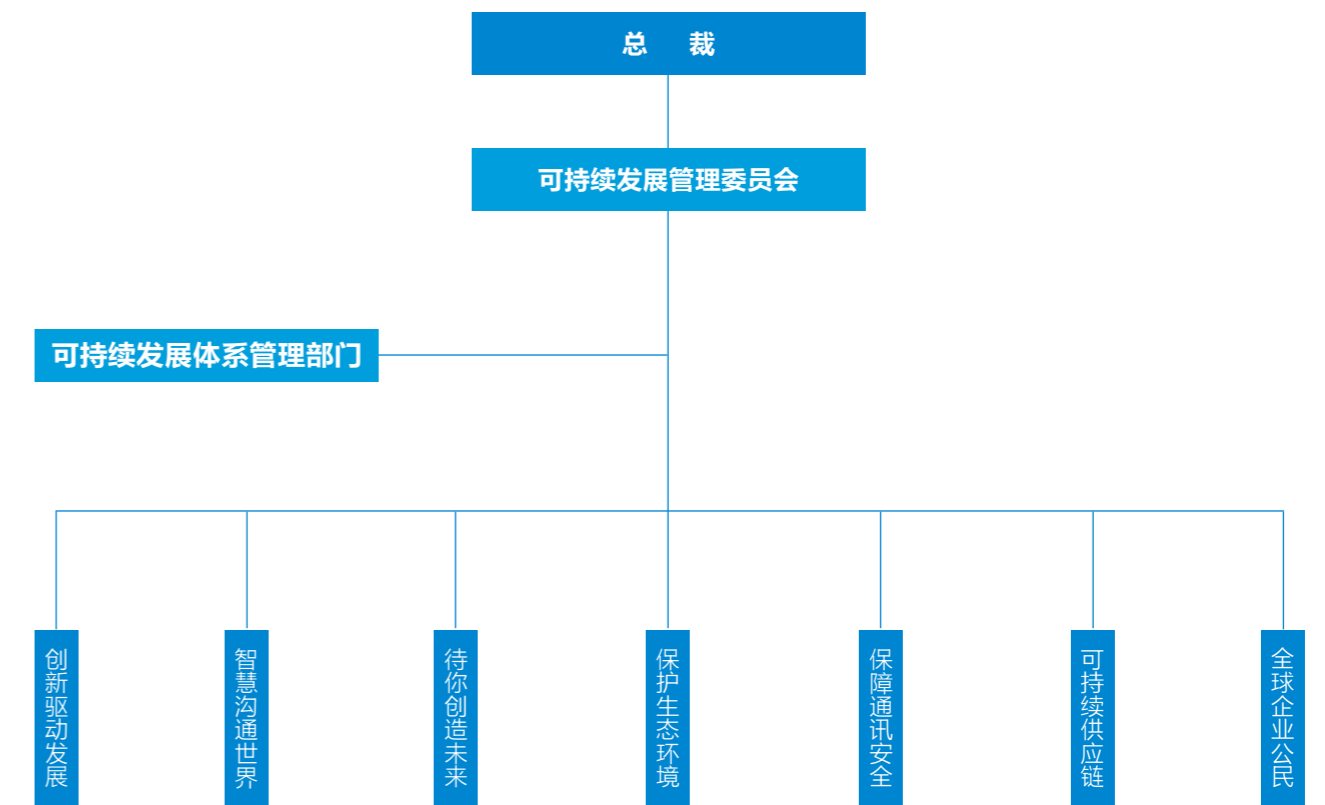 总 裁
可持续发展管理委员会
可持续发展体系管理部门
创新驱动发展
智慧沟通世界
待你创造未来
保护生态环境
保障通讯安全
可持续供应链
全球企业公民